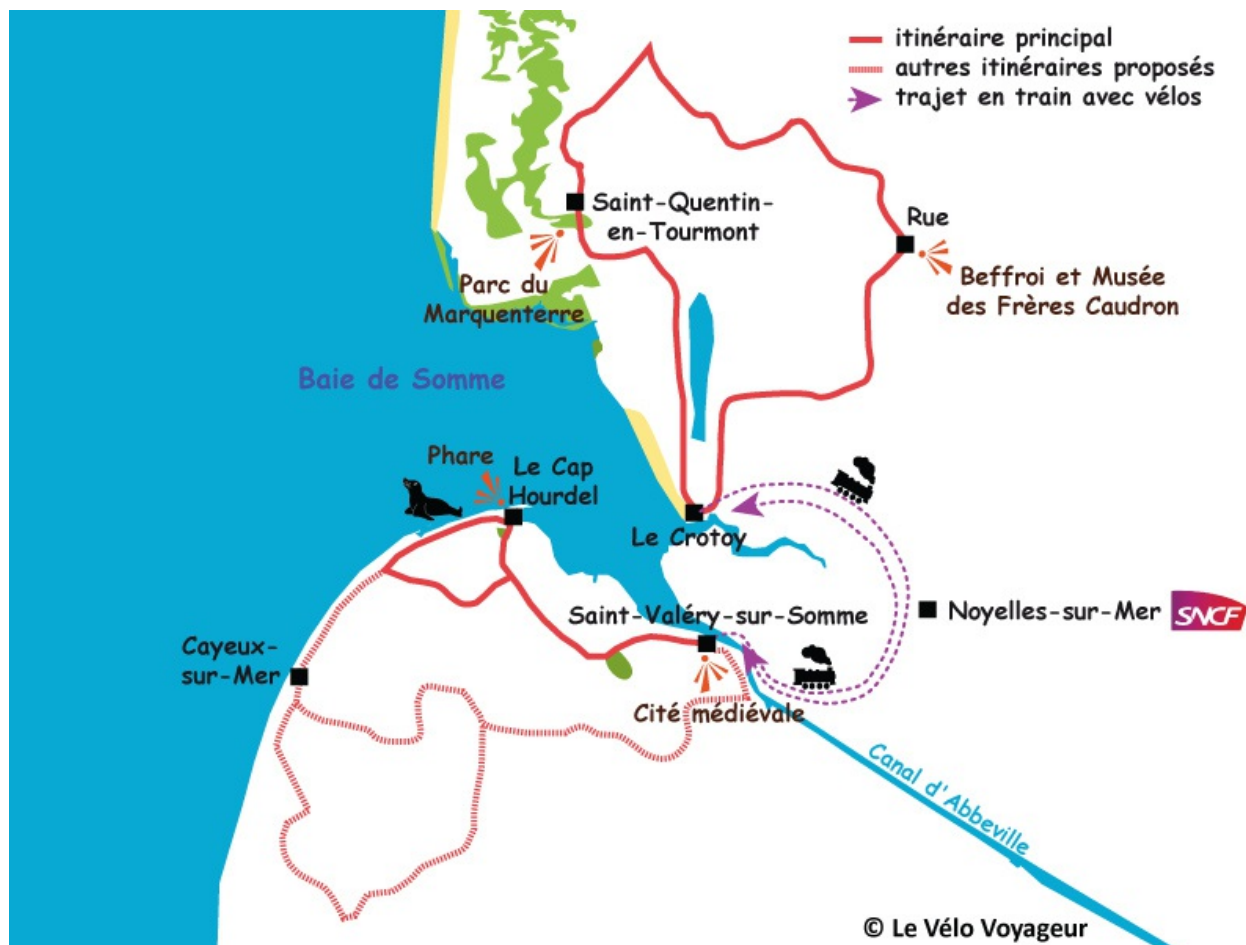 itinéraire principal
autres itinéraires proposés
trajet en train avec vélos
Saint-Quentin-
en-Tourmont
Rue
Parc du
Marquenterre
Beffroi et Musée
des Frères Caudron
Baie de Somme
Phare
Le Cap
Hourdel
Le Crotoy
Saint-Valéry-sur-Somme
Noyelles-sur-Mer
SNCF
Cayeux-
sur-Mer
Cité médiévale
Canal d'Abbeville
© Le Vélo Voyageur